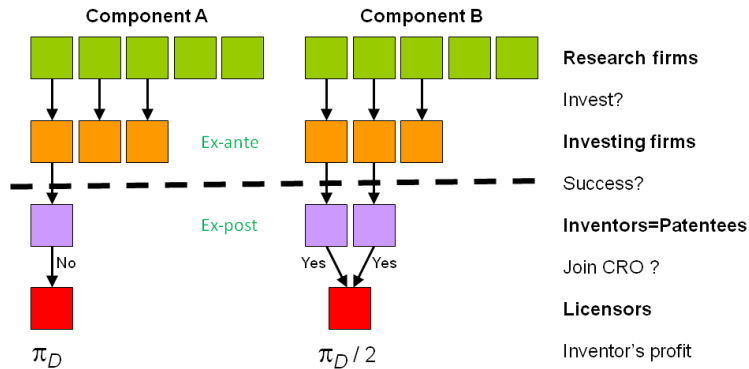 Component A Component B
Research firms
Invest?
Ex-ante Investing firms
Success?
Ex-post Inventors=Patentees
No Yes Yes Join CRO ?
Licensors
πD πD / 2 Inventor's profit